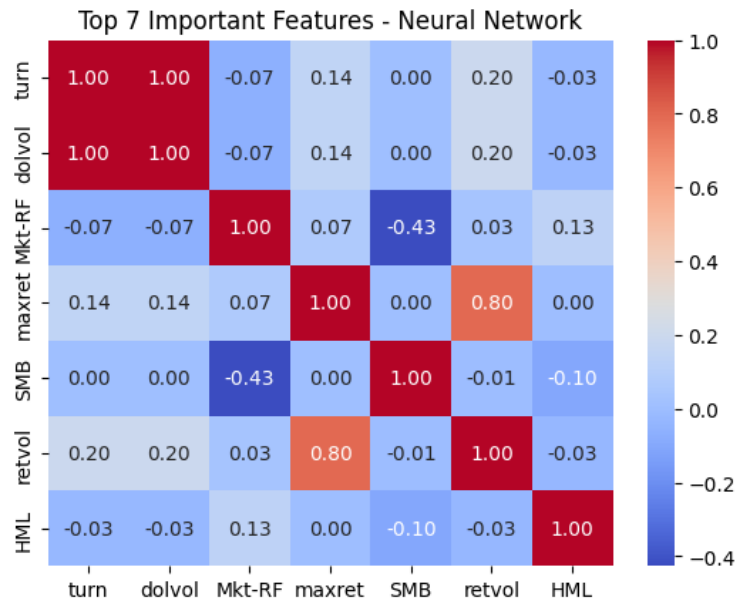 Top 7 Important Features - Neural Network
turn 1.00 1.00 -0.07 0.14 0.00 0.20 -0.03
dolvol 1.00 1.00 -0.07 0.14 0.00 0.20 -0.03
Mkt-RF -0.07 -0.07 1.00 0.07 -0.43 0.03 0.13
maxret 0.14 0.14 0.07 1.00 0.00 0.80 0.00
SMB 0.00 0.00 -0.43 0.00 1.00 -0.01 -0.10
retvol 0.20 0.20 0.03 0.80 -0.01 1.00 -0.03
HML -0.03 -0.03 0.13 0.00 -0.10 -0.03 1.00
turn dolvol Mkt-RF maxret SMB retvol HML
1.0
0.8
0.6
0.4
0.2
0.0
−0.2
−0.4